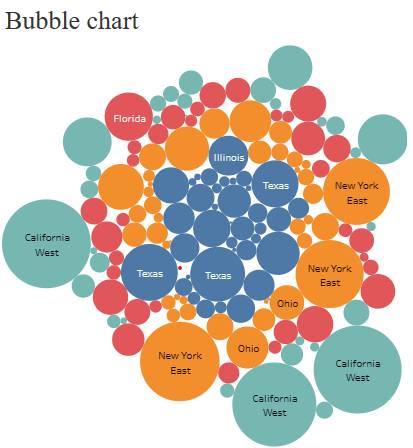 Bubble chart
Florida
Illinois
Texas
New York
East
California
West
Texas
Texas
New York
East
Ohio
Ohio
New York
East
California
West
California
West